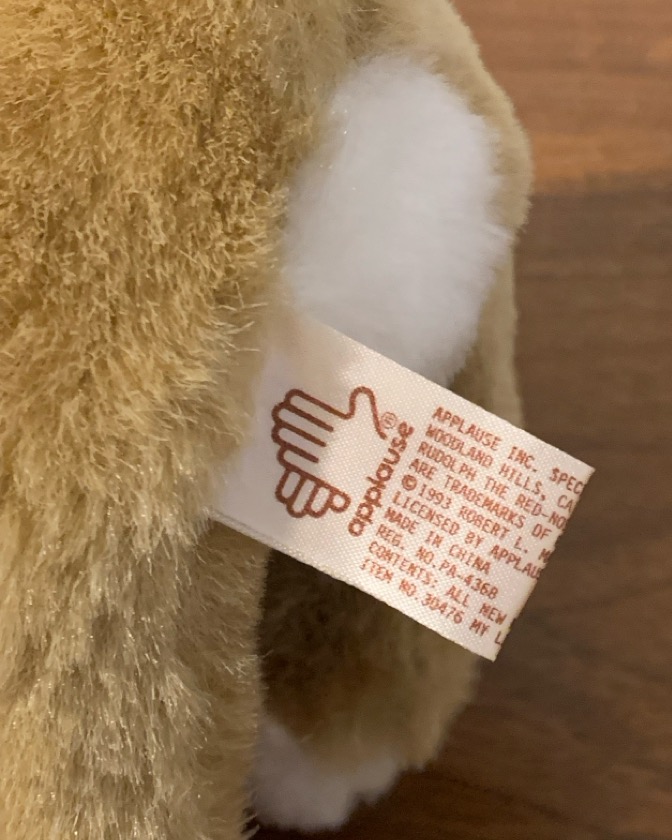 applause®
APPLAUSE INC. SPEC
WOODLAND HILLS, CA
RUDOLPH THE RED-NO
ARE TRADEMARKS OF
© 1993 ROBERT L. M
LICENSED BY APPLAUS
MADE IN CHINA
REG. NO.PA-4368
CONTENTS: ALL NEW
ITEM NO.30476 MY L